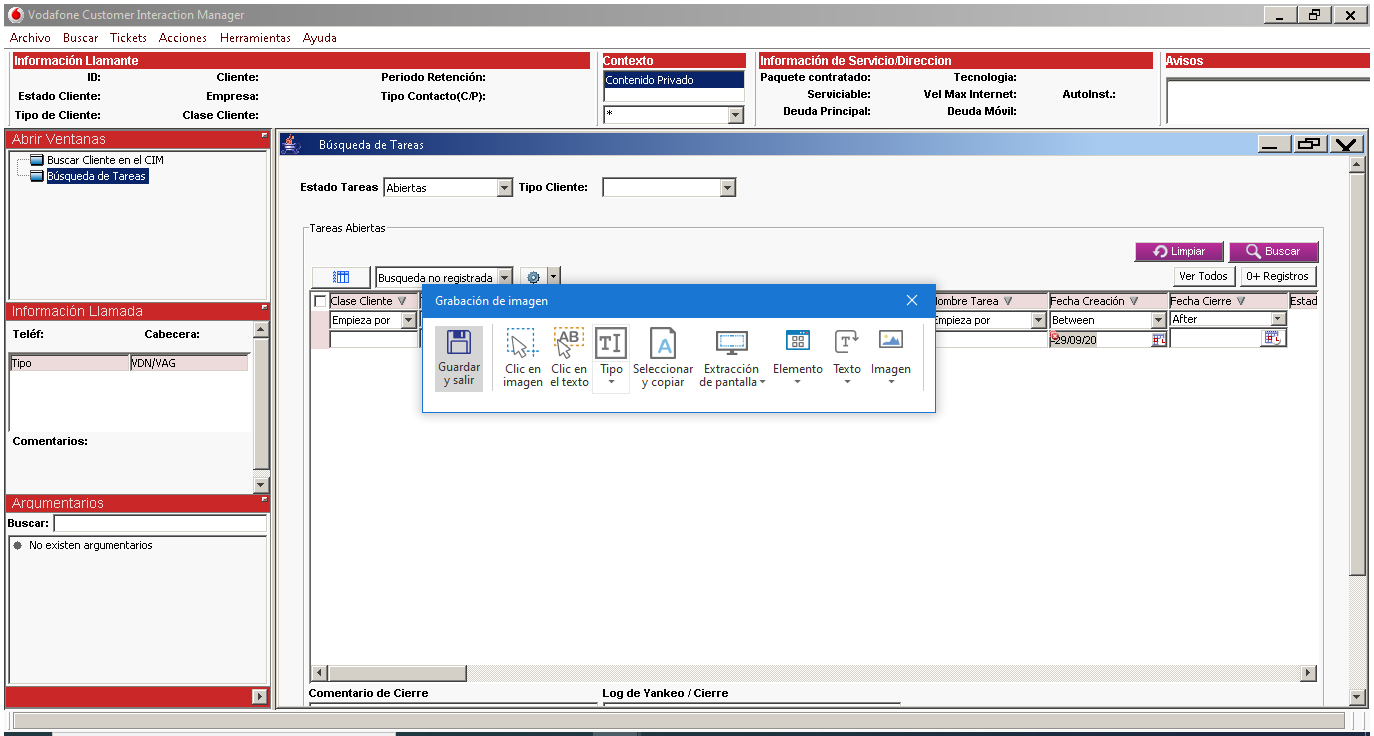 Vodafone Customer Interaction Manager
Archivo Buscar Tickets Acciones Herramientas Ayuda
Información Llamante
ID: Cliente: Periodo Retención:
Estado Cliente: Empresa: Tipo Contacto(C/P):
Tipo de Cliente: Clase Cliente:
Contexto
Contenido Privado
*
Información de Servicio/Direccion
Paquete contratado: Tecnologia:
Serviciable: Vel Max Internet: AutoInst.:
Deuda Principal: Deuda Móvil:
Avisos
Abrir Ventanas
Buscar Cliente en el CIM
Búsqueda de Tareas
Información Llamada
Teléf: Cabecera:
Tipo VDN/VAG
Comentarios:
Argumentarios
Buscar:
No existen argumentarios
Búsqueda de Tareas
Estado Tareas Abiertas Tipo Cliente:
Tareas Abiertas
Limpiar Buscar
Busqueda no registrada Ver Todos 0+ Registros
Clase Cliente ombre Tarea Fecha Creación Fecha Cierre Estad
Empieza por mpieza por Between After
29/09/20
Grabación de imagen
Guardar y salir
Clic en imagen
AB
Clic en el texto
TI
Tipo
A
Seleccionar y copiar
Extracción de pantalla
Elemento
T
Texto
Imagen
Comentario de Cierre Log de Yankeo / Cierre